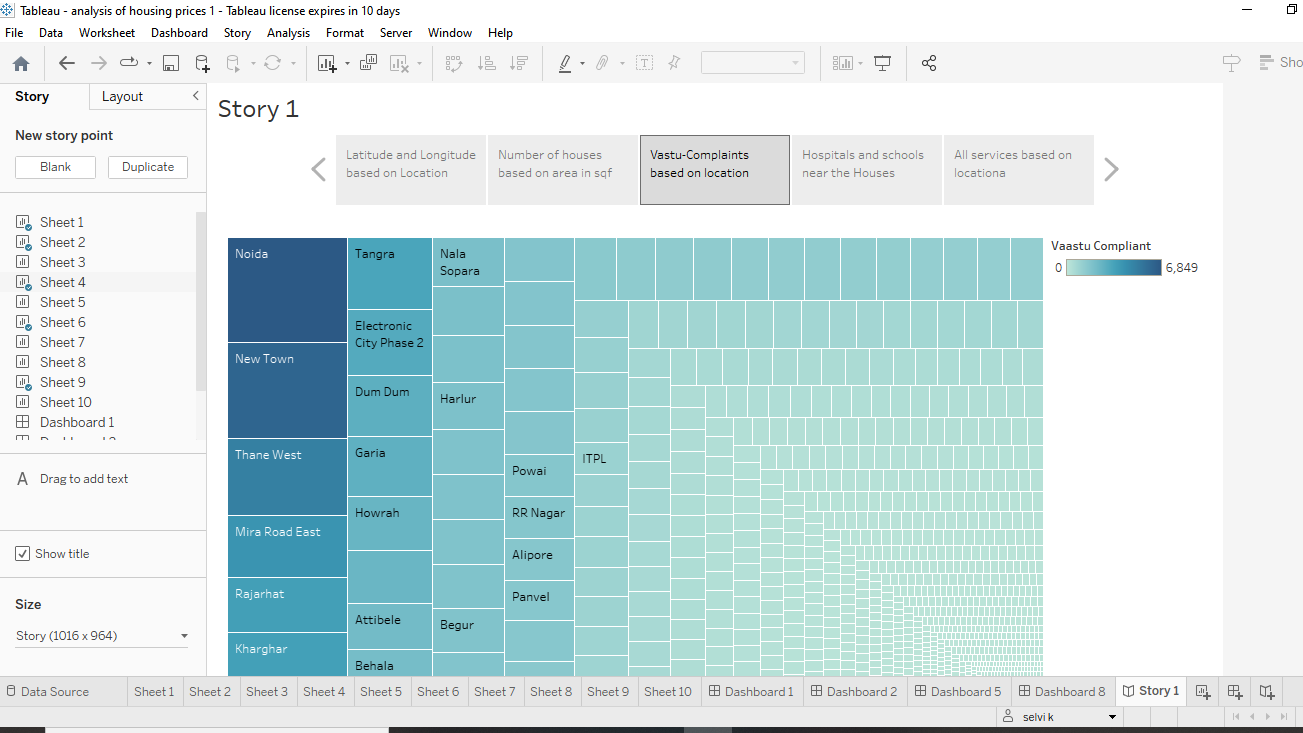 Tableau - analysis of housing prices 1 - Tableau license expires in 10 days
File Data Worksheet Dashboard Story Analysis Format Server Window Help
Sho
Story Layout
New story point
Blank Duplicate
Sheet 1
Sheet 2
Sheet 3
Sheet 4
Sheet 5
Sheet 6
Sheet 7
Sheet 8
Sheet 9
Sheet 10
Dashboard 1
A Drag to add text
Show title
Size
Story (1016 x 964)
Story 1
Latitude and Longitude
based on Location
Number of houses
based on area in sqf
Vastu-Complaints
based on location
Hospitals and schools
near the Houses
All services based on
locationa
Noida
New Town
Thane West
Mira Road East
Rajarhat
Kharghar
Tangra
Electronic
City Phase 2
Dum Dum
Garia
Howrah
Attibele
Behala
Nala
Sopara
Harlur
Begur
Powai
RR Nagar
Alipore
Panvel
ITPL
Vaastu Compliant
0 6,849
Data Source Sheet 1 Sheet 2 Sheet 3 Sheet 4 Sheet 5 Sheet 6 Sheet 7 Sheet 8 Sheet 9 Sheet 10 Dashboard 1 Dashboard 2 Dashboard 5 Dashboard 8 Story 1
selvi k